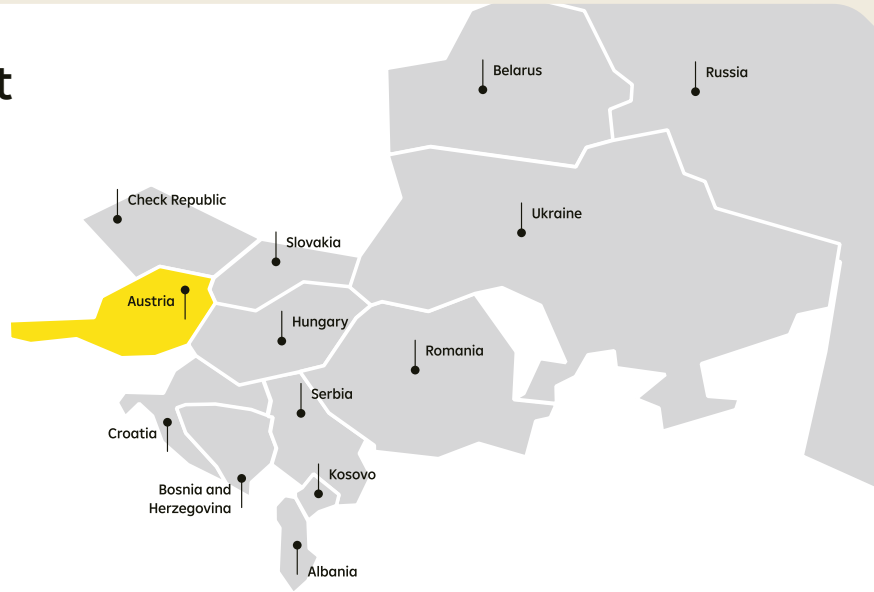 t
Belarus
Russia
Check Republic
Ukraine
Slovakia
Austria
Hungary
Romania
Serbia
Croatia
Kosovo
Bosnia and
Herzegovina
Albania